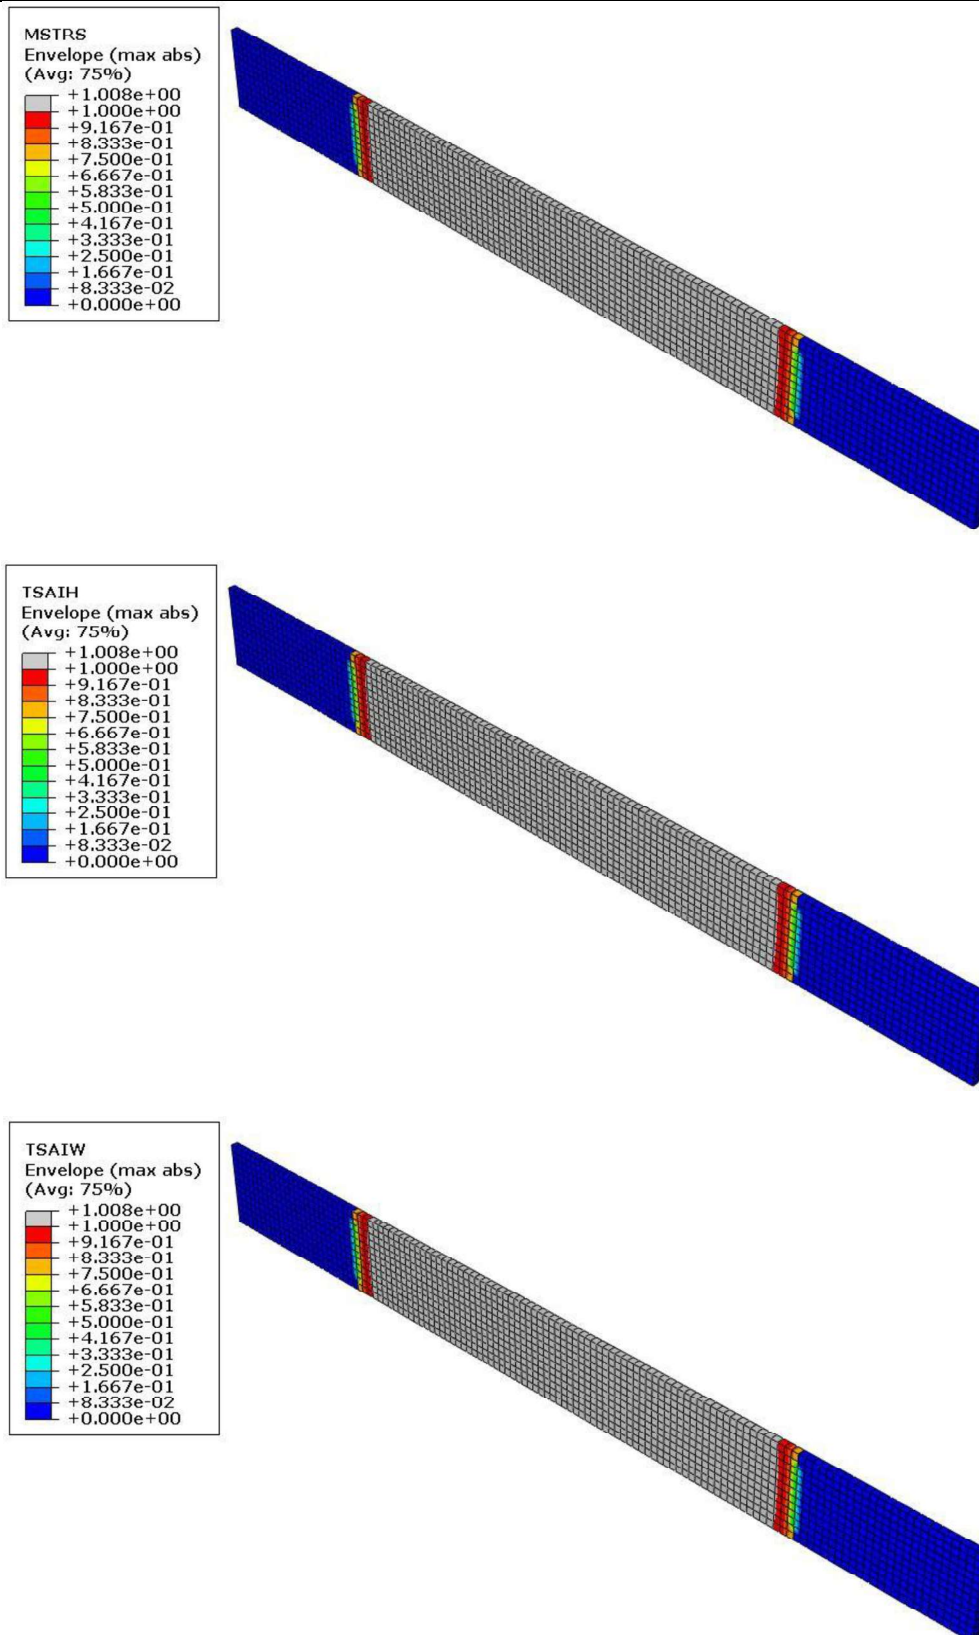 MSTRS
Envelope (max abs)
(Avg: 75%)
+1.008e+00
+1.000e+00
+9.167e-01
+8.333e-01
+7.500e-01
+6.667e-01
+5.833e-01
+5.000e-01
+4.167e-01
+3.333e-01
+2.500e-01
+1.667e-01
+8.333e-02
+0.000e+00
TSAIH
Envelope (max abs)
(Avg: 75%)
+1.008e+00
+1.000e+00
+9.167e-01
+8.333e-01
+7.500e-01
+6.667e-01
+5.833e-01
+5.000e-01
+4.167e-01
+3.333e-01
+2.500e-01
+1.667e-01
+8.333e-02
+0.000e+00
TSAIW
Envelope (max abs)
(Avg: 75%)
+1.008e+00
+1.000e+00
+9.167e-01
+8.333e-01
+7.500e-01
+6.667e-01
+5.833e-01
+5.000e-01
+4.167e-01
+3.333e-01
+2.500e-01
+1.667e-01
+8.333e-02
+0.000e+00